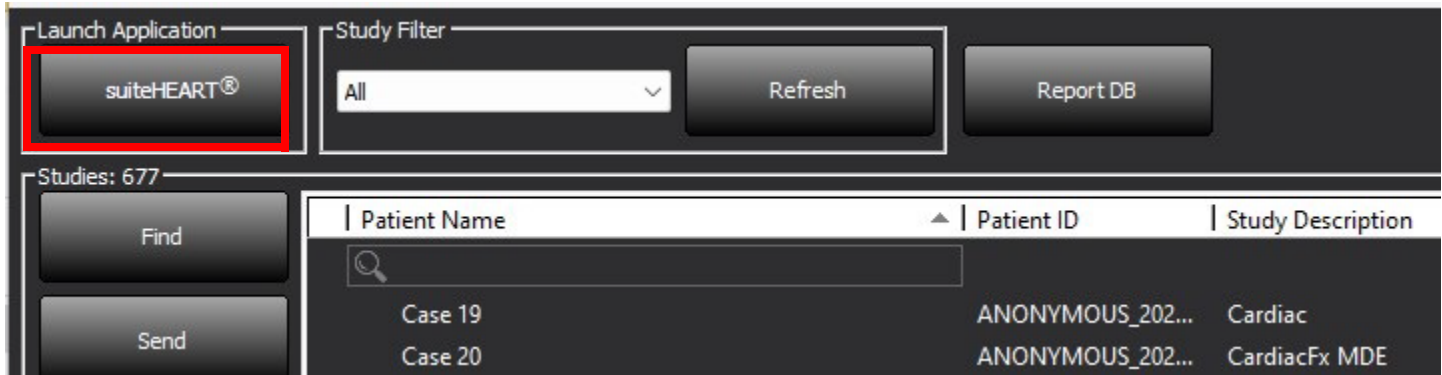 Launch Application
Study Filter
suiteHEART®
All
Refresh
Report DB
Studies: 677
Find
Send
Patient Name
Patient ID
Study Description
Case 19
ANONYMOUS_202...
Cardiac
Case 20
ANONYMOUS_202...
CardiacFx MDE